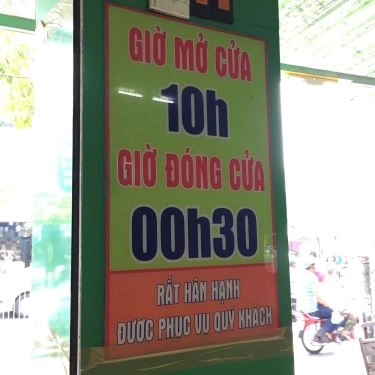 GIỜ MỞ CỬA
10h
GIỜ ĐÓNG CỬA
00h30
RẤT HÂN HẠNH
ĐƯỢC PHỤC VỤ QUÝ KHÁCH